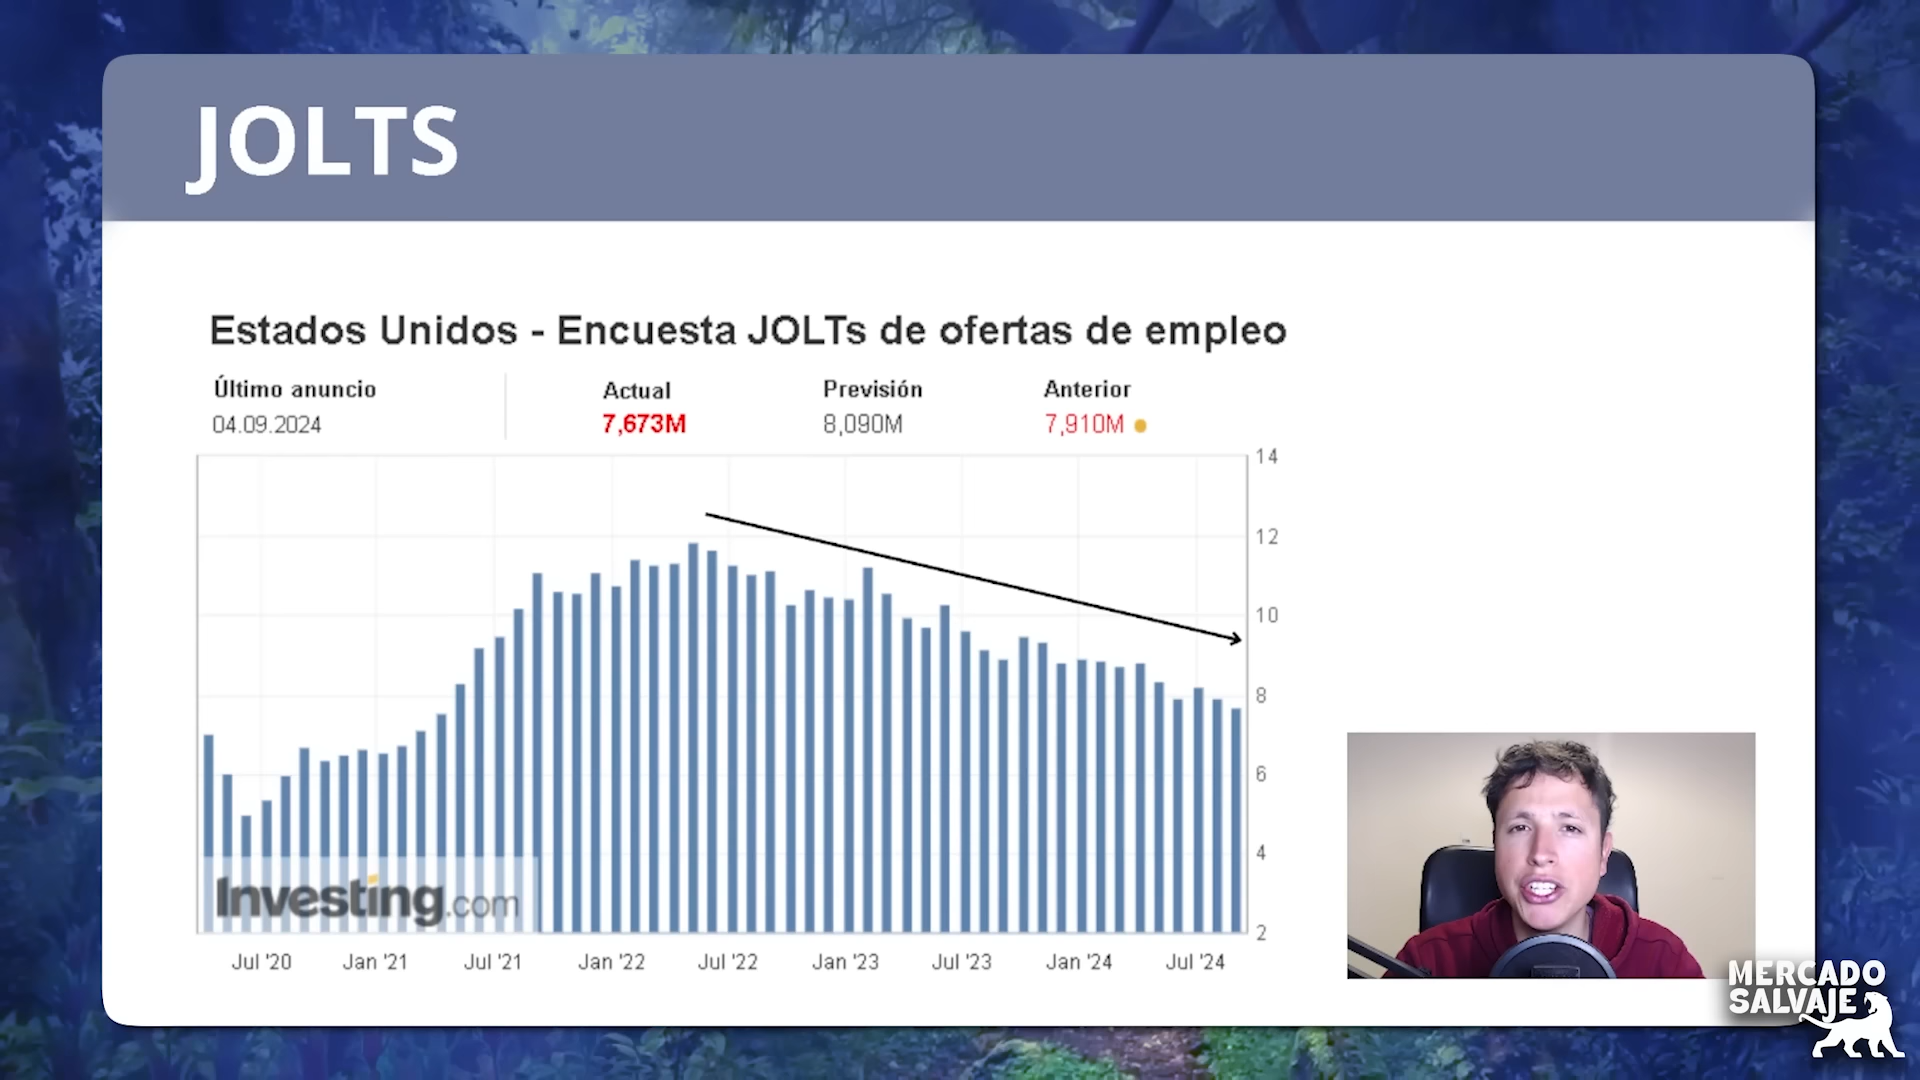 JOLTS
Estados Unidos - Encuesta JOLTs de ofertas de empleo
Último anuncio
04.09.2024
Actual
7,673M
Previsión
8,090M
Anterior
7,910M
14
12
10
8
6
4
2
Investing.com
Jul '20 Jan '21 Jul '21 Jan '22 Jul '22 Jan '23 Jul '23 Jan '24 Jul '24
MERCADO
SALVAJE